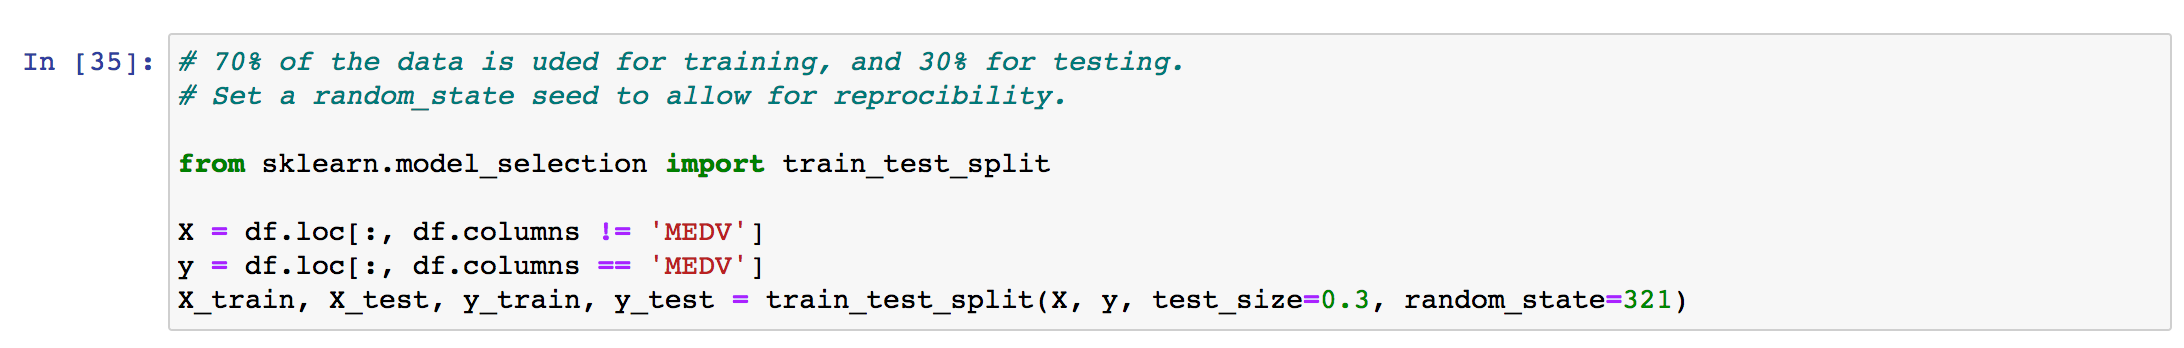 In [35]: # 70% of the data is uded for training, and 30% for testing.
# Set a random_state seed to allow for reprocibility.
from sklearn.model_selection import train_test_split
X = df.loc[:, df.columns != 'MEDV']
y = df.loc[:, df.columns == 'MEDV']
X_train, X_test, y_train, y_test = train_test_split(X, y, test_size=0.3, random_state=321)